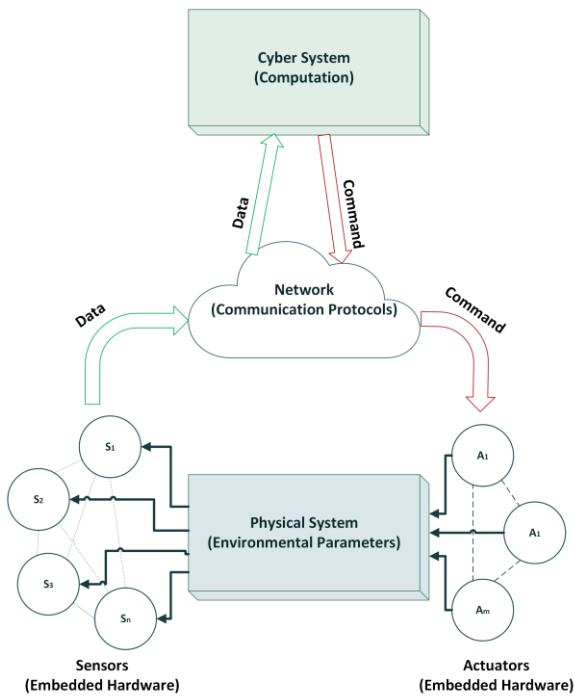 Cyber System
(Computation)
Data
Command
Network
(Communication Protocols)
Data
Command
S1
A1
S2
Physical System
(Environmental Parameters)
A1
S3
Sn
Am
Sensors
(Embedded Hardware)
Actuators
(Embedded Hardware)